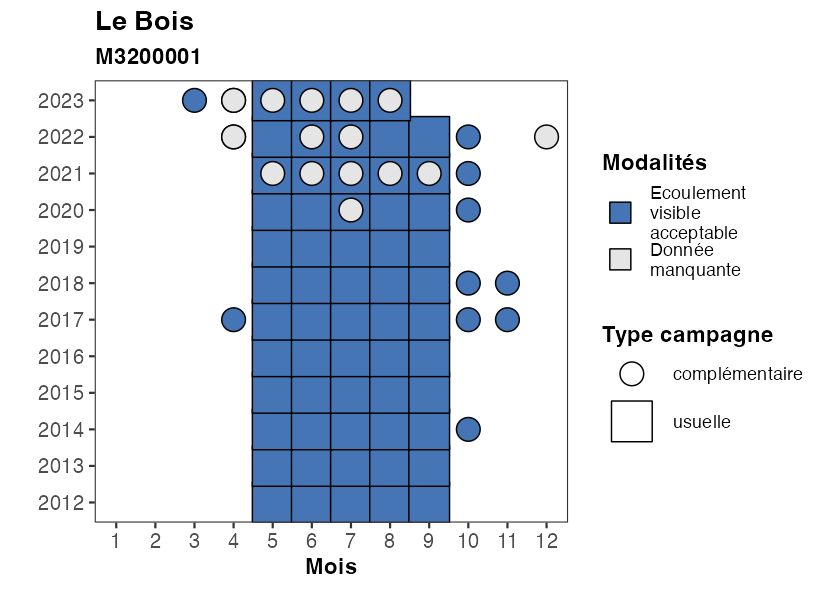 Le Bois
M3200001
2023
2022
2021
2020
2019
2018
2017
2016
2015
2014
2013
2012
1 2 3 4 5 6 7 8 9 10 11 12
Mois
Modalités
Ecoulement
visible
acceptable
Donnée
manquante
Type campagne
complémentaire
usuelle